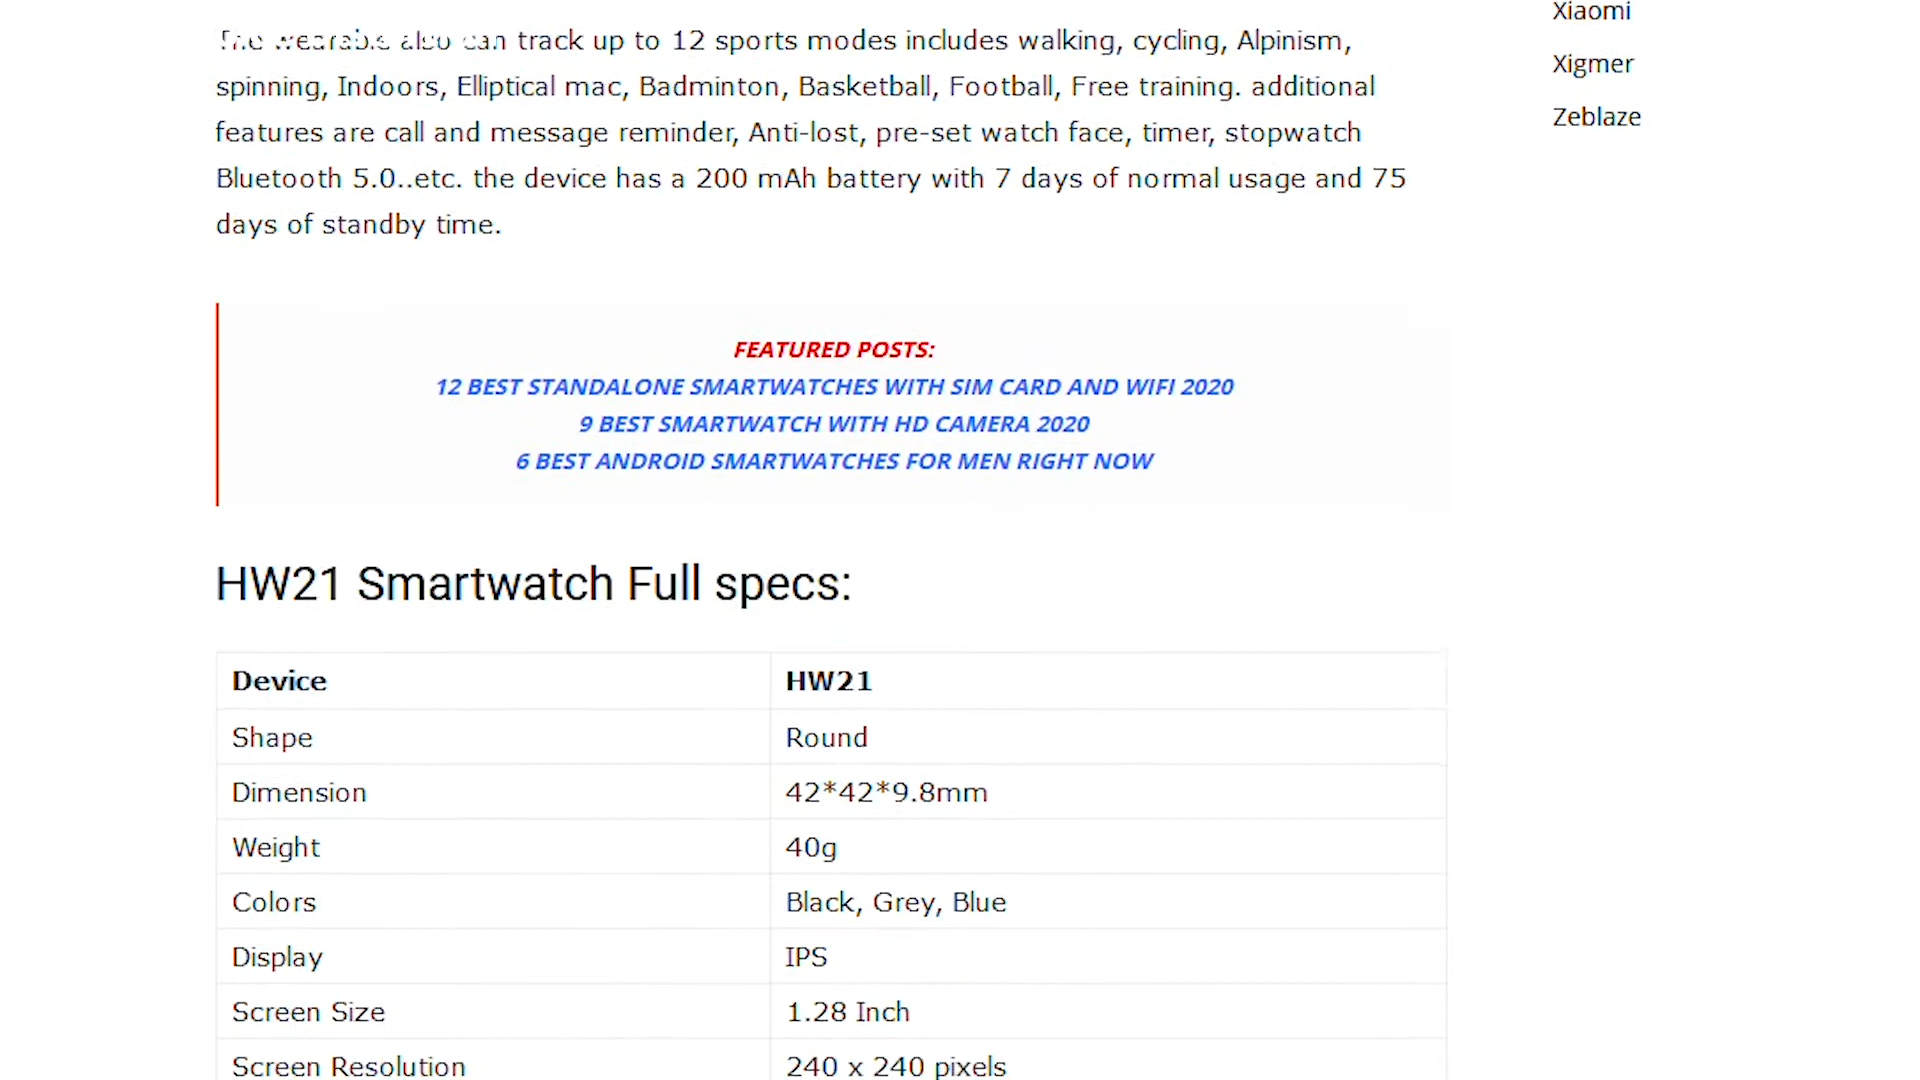 The wearable also can track up to 12 sports modes includes walking, cycling, Alpinism,
spinning, Indoors, Elliptical mac, Badminton, Basketball, Football, Free training. additional
features are call and message reminder, Anti-lost, pre-set watch face, timer, stopwatch
Bluetooth 5.0..etc. the device has a 200 mAh battery with 7 days of normal usage and 75
days of standby time.
FEATURED POSTS:
12 BEST STANDALONE SMARTWATCHES WITH SIM CARD AND WIFI 2020
9 BEST SMARTWATCH WITH HD CAMERA 2020
6 BEST ANDROID SMARTWATCHES FOR MEN RIGHT NOW
HW21 Smartwatch Full specs:
Device HW21
Shape Round
Dimension 42*42*9.8mm
Weight 40g
Colors Black, Grey, Blue
Display IPS
Screen Size 1.28 Inch
Screen Resolution 240 x 240 pixels
Xiaomi
Xigmer
Zeblaze